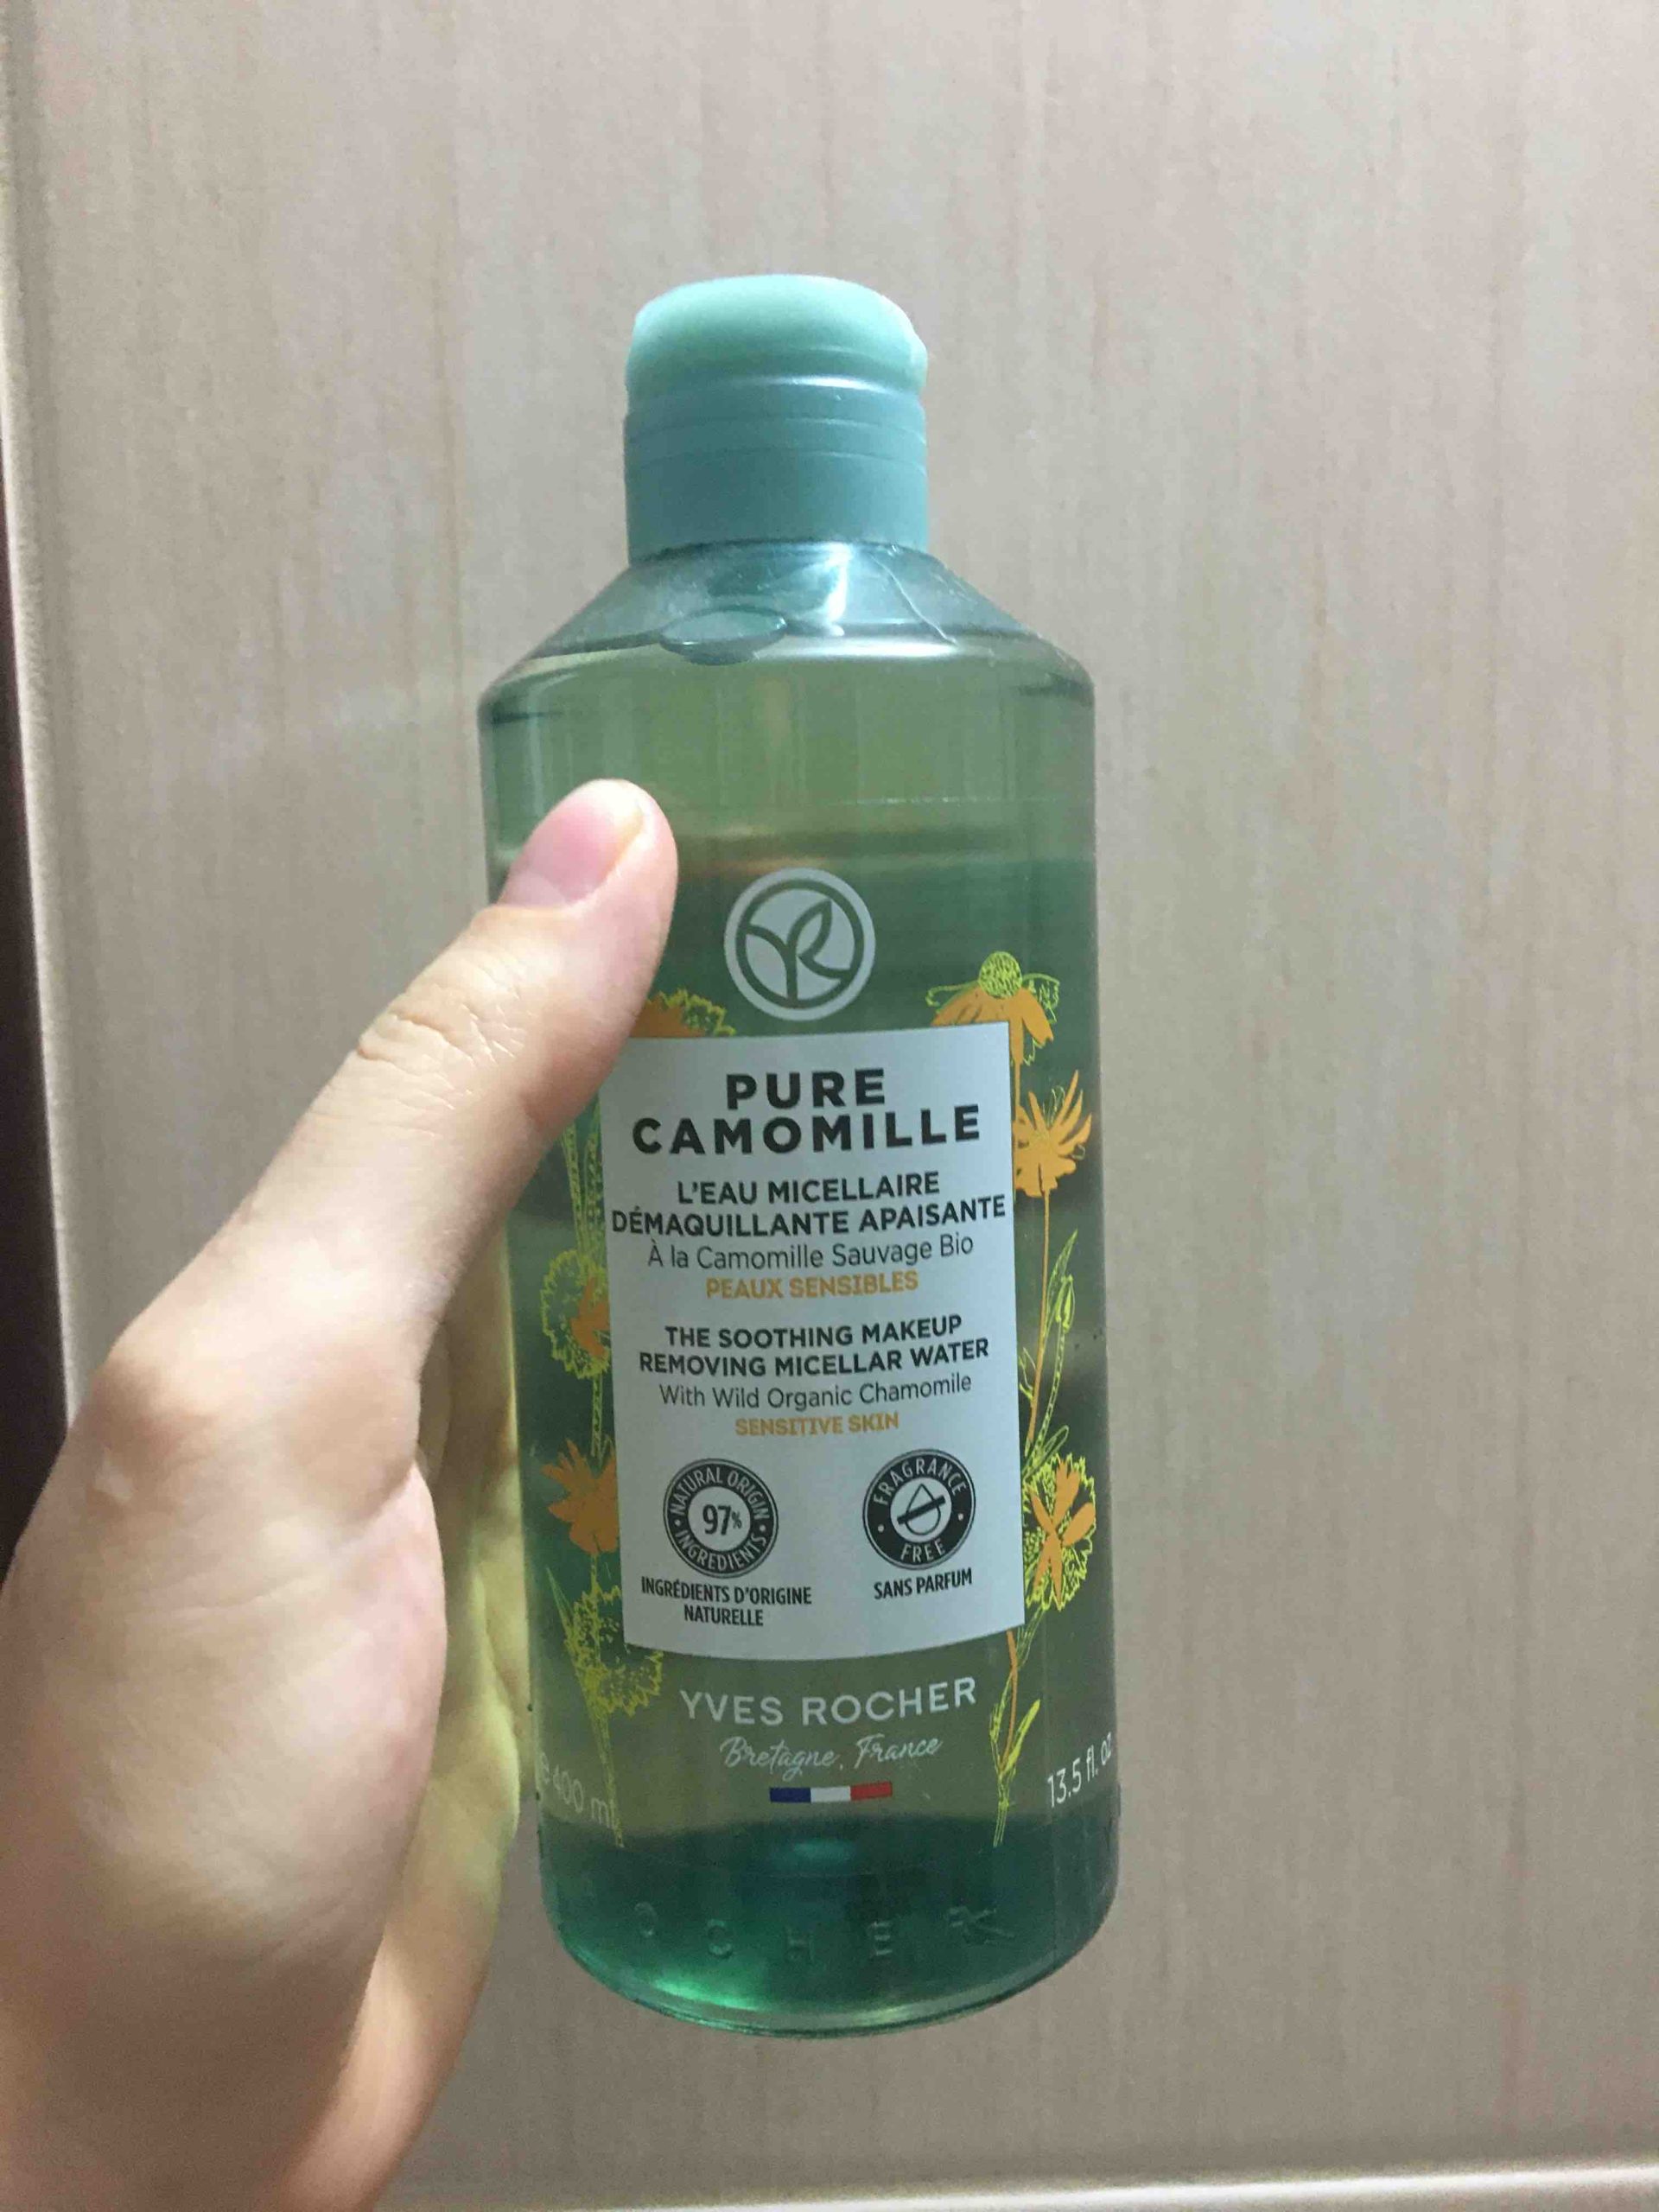 PURE
CAMOMILLE
L'EAU MICELLAIRE
DÉMAQUILLANTE APAISANTE
À la Camomille Sauvage Bio
PEAUX SENSIBLES
THE SOOTHING MAKEUP
REMOVING MICELLAR WATER
With Wild Organic Chamomile
SENSITIVE SKIN
NATURAL ORIGIN
97%
INGREDIENTS
INGRÉDIENTS D'ORIGINE
NATURELLE
FRAGRANCE
FREE
SANS PARFUM
YVES ROCHER
Bretagne, France
e 400 ml
13.5 fl. oz
OCHER